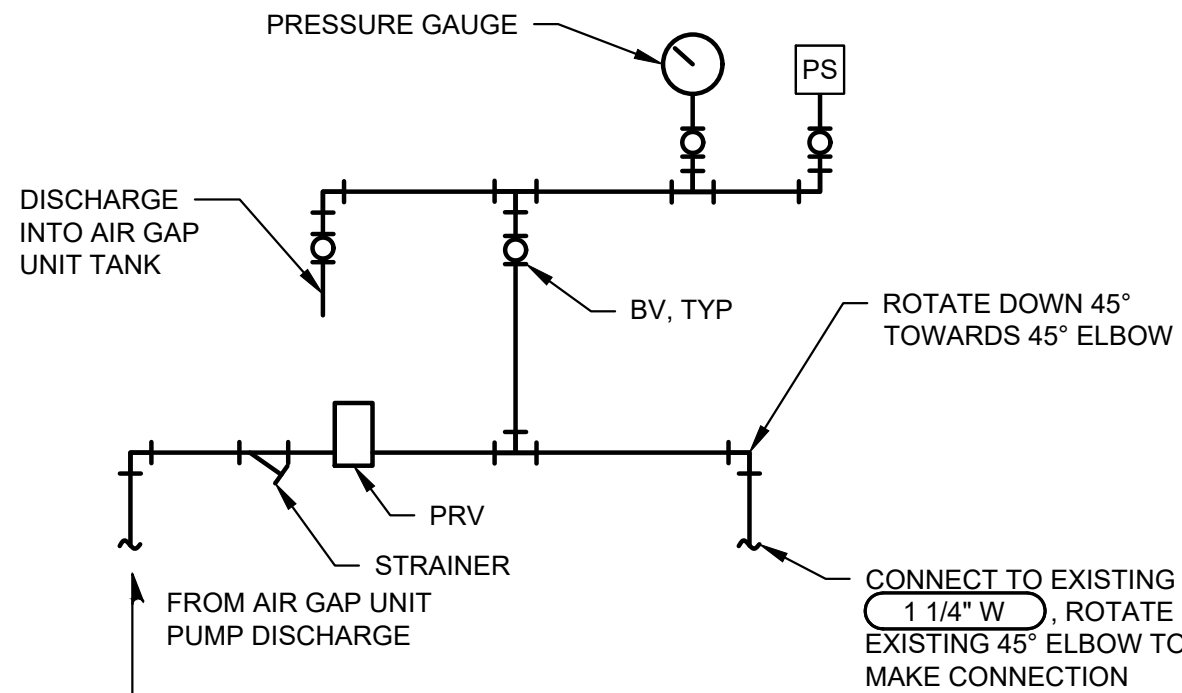 PRESSURE GAUGE
PS
DISCHARGE
INTO AIR GAP
UNIT TANK
BV, TYP
ROTATE DOWN 45°
TOWARDS 45° ELBOW
PRV
STRAINER
FROM AIR GAP UNIT
PUMP DISCHARGE
CONNECT TO EXISTING
1 1/4" W , ROTATE
EXISTING 45° ELBOW TO
MAKE CONNECTION